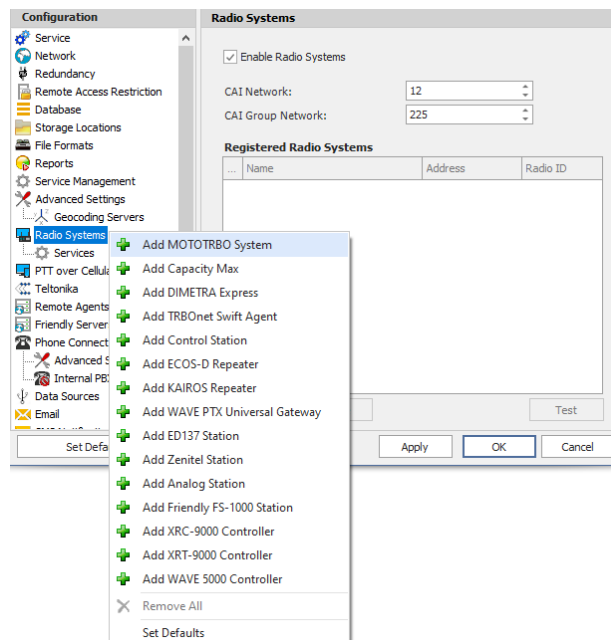 Configuration
Service
Network
Redundancy
Remote Access Restriction
Database
Storage Locations
File Formats
Reports
Service Management
Advanced Settings
Geocoding Servers
Radio Systems
Services
PTT over Cellula
Teltonika
Remote Agents
Friendly Server
Phone Connect
Advanced S
Internal PB
Data Sources
Email
Set Defa
Radio Systems
Enable Radio Systems
CAI Network: 12
CAI Group Network: 225
Registered Radio Systems
... Name Address Radio ID
Test
Apply OK Cancel
Add MOTOTRBO System
Add Capacity Max
Add DIMETRA Express
Add TRBOnet Swift Agent
Add Control Station
Add ECOS-D Repeater
Add KAIROS Repeater
Add WAVE PTX Universal Gateway
Add ED137 Station
Add Zenitel Station
Add Analog Station
Add Friendly FS-1000 Station
Add XRC-9000 Controller
Add XRT-9000 Controller
Add WAVE 5000 Controller
Remove All
Set Defaults